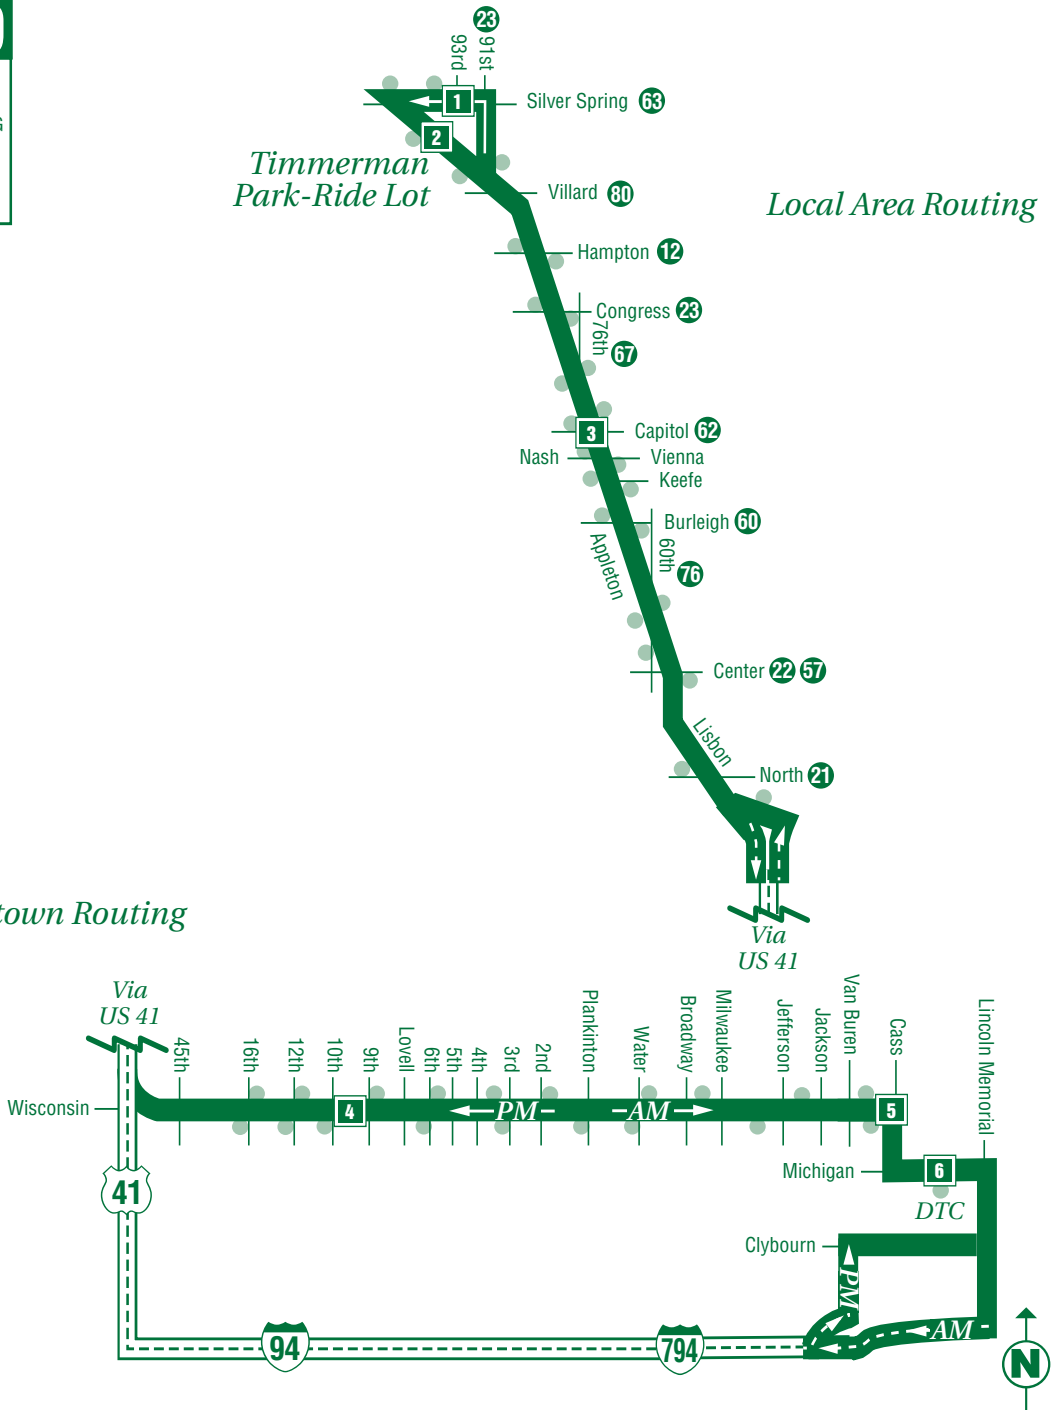 23
93rd
91st
1
Silver Spring 63
2
Timmerman
Park-Ride Lot
Villard 80
Local Area Routing
Hampton 12
Congress 23
76th
67
3
Capitol 62
Nash
Vienna
Keefe
Burleigh 60
Appleton
60th
76
Center 22 57
Lisbon
North 21
Via
US 41
town Routing
Via
US 41
45th
16th
12th
10th
9th
Lovell
6th
5th
4th
3rd
2nd
Plankinton
Water
Broadway
Milwaukee
Jefferson
Jackson
Van Buren
Cass
Lincoln Memorial
Wisconsin
4
PM
AM
5
Michigan
6
DTC
41
Clybourn
PM
AM
94
794
N